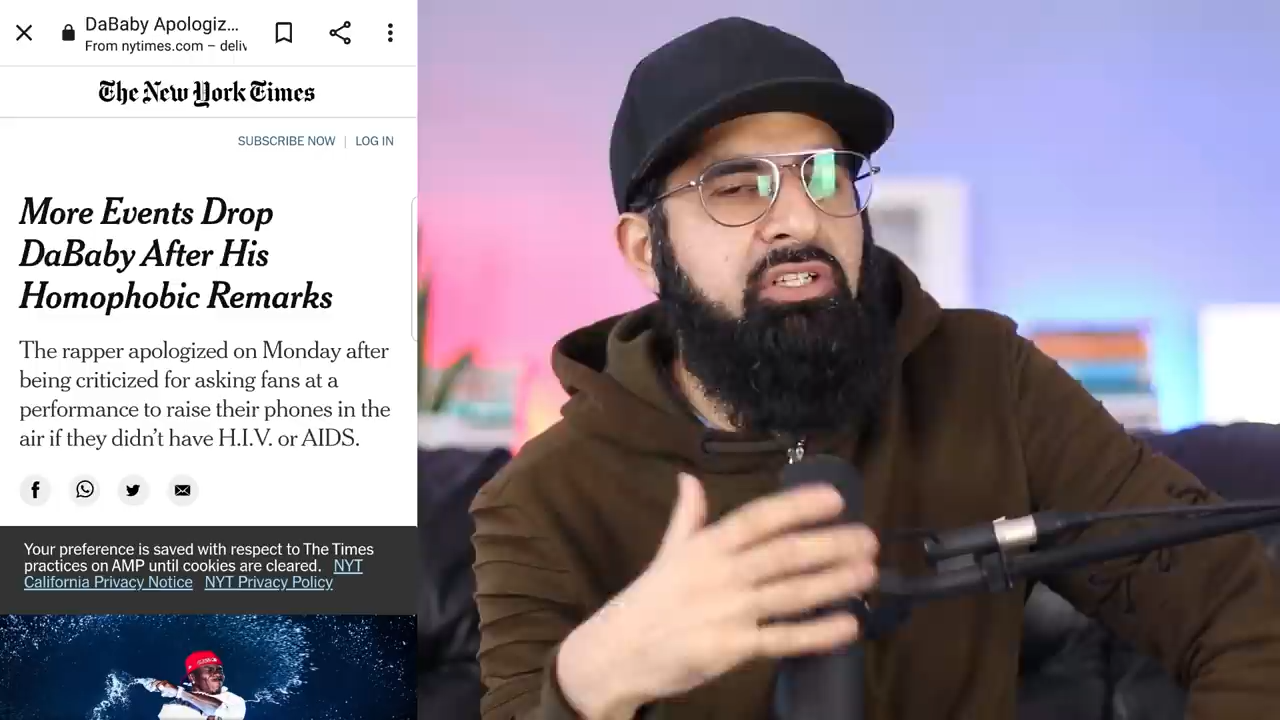 DaBaby Apologiz...
From nytimes.com – deliv
The New York Times
SUBSCRIBE NOW | LOG IN
More Events Drop
DaBaby After His
Homophobic Remarks
The rapper apologized on Monday after
being criticized for asking fans at a
performance to raise their phones in the
air if they didn't have H.I.V. or AIDS.
Your preference is saved with respect to The Times
practices on AMP until cookies are cleared. NYT
California Privacy Notice NYT Privacy Policy